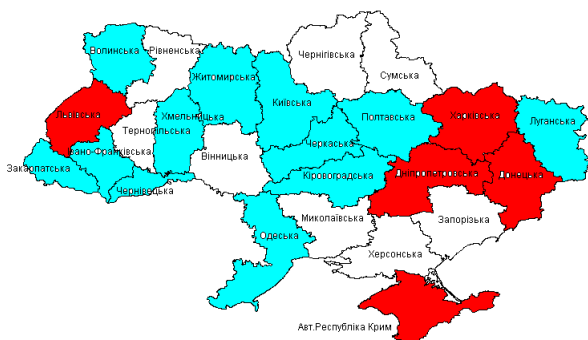 Волинська
Рівненська
Чернігівська
Сумська
Житомирська
Київська
Львівська
Хмельницька
Тернопільська
Полтавська
Харківська
Луганська
Черкаська
Івано-Франківська
Вінницька
Закарпатська
Чернівецька
Кіровоградська
Дніпропетровська
Донецька
Миколаївська
Запорізька
Одеська
Херсонська
Авт.Республіка Крим